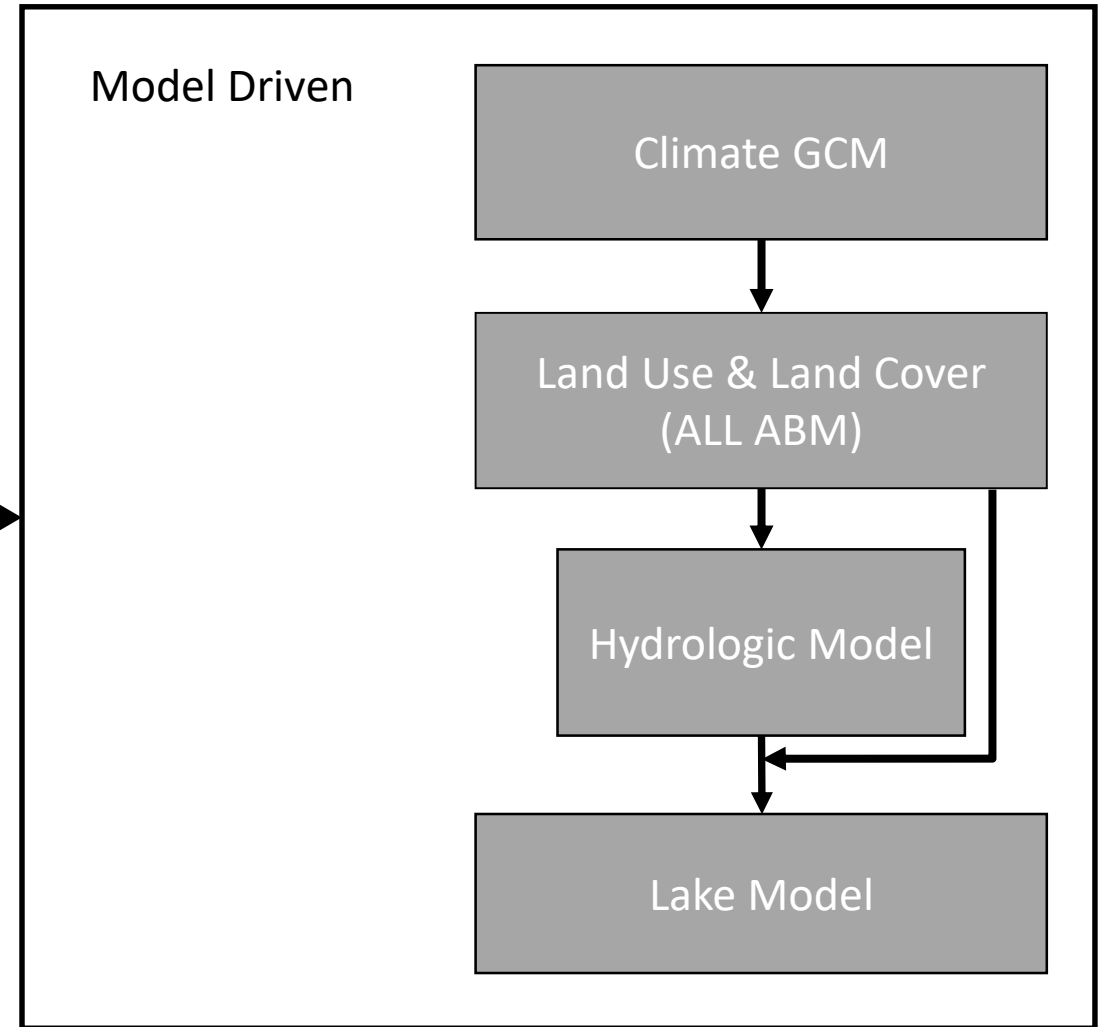 Model Driven
Climate GCM
Land Use & Land Cover
(ALL ABM)
Hydrologic Model
Lake Model